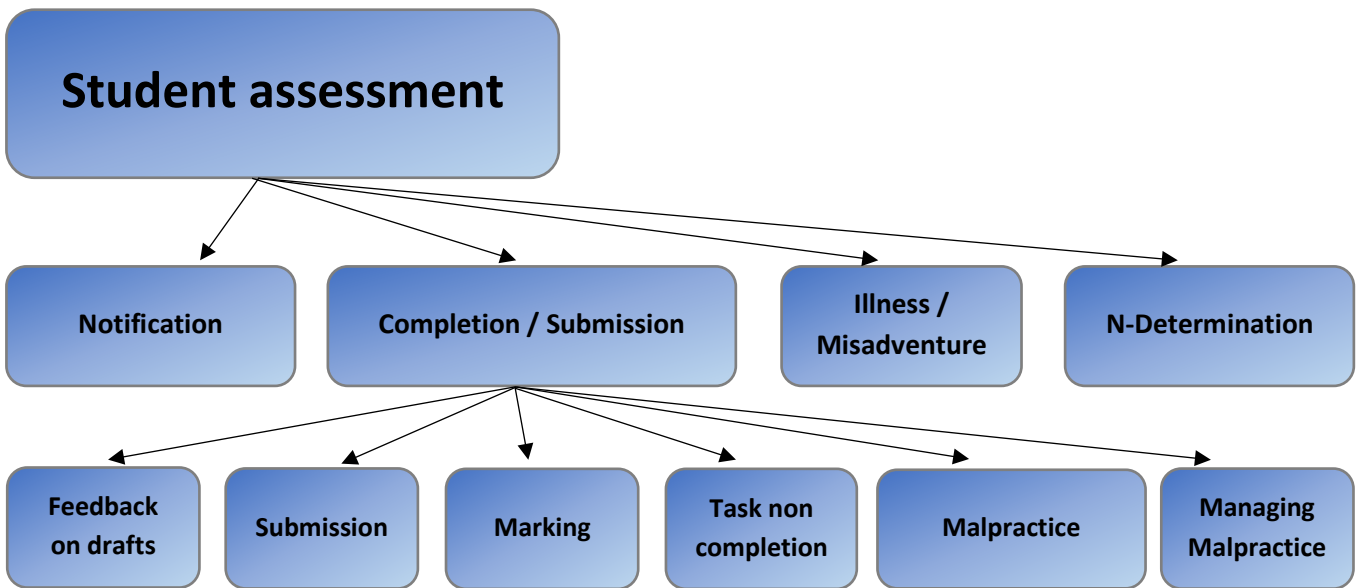 Student assessment
Notification
Completion / Submission
Illness /
Misadventure
N-Determination
Feedback
on drafts
Submission
Marking
Task non
completion
Malpractice
Managing
Malpractice